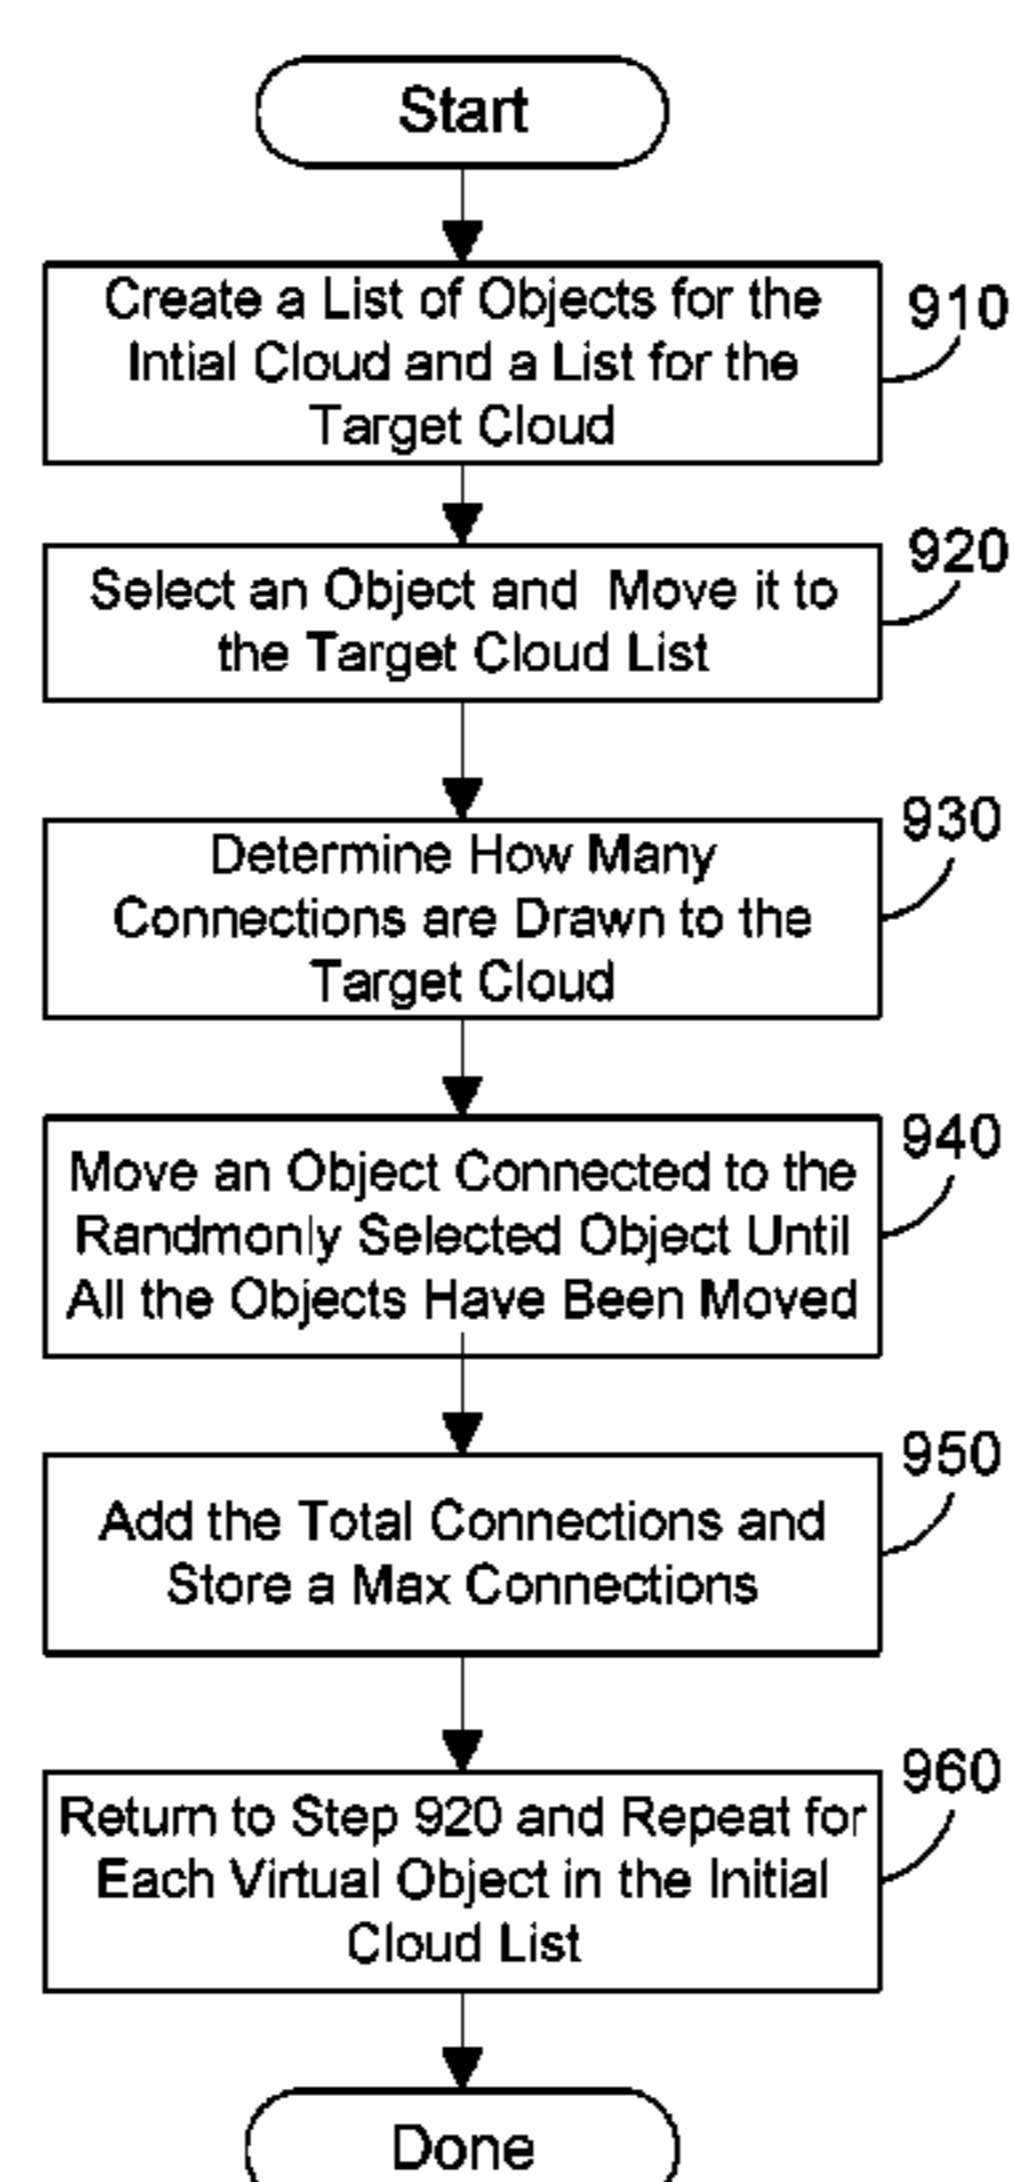 Start
Create a List of Objects for the
Intial Cloud and a List for the
Target Cloud
910
Select an Object and Move it to
the Target Cloud List
920
Determine How Many
Connections are Drawn to the
Target Cloud
930
Move an Object Connected to the
Randmonly Selected Object Until
All the Objects Have Been Moved
940
Add the Total Connections and
Store a Max Connections
950
Return to Step 920 and Repeat for
Each Virtual Object in the Initial
Cloud List
960
Done